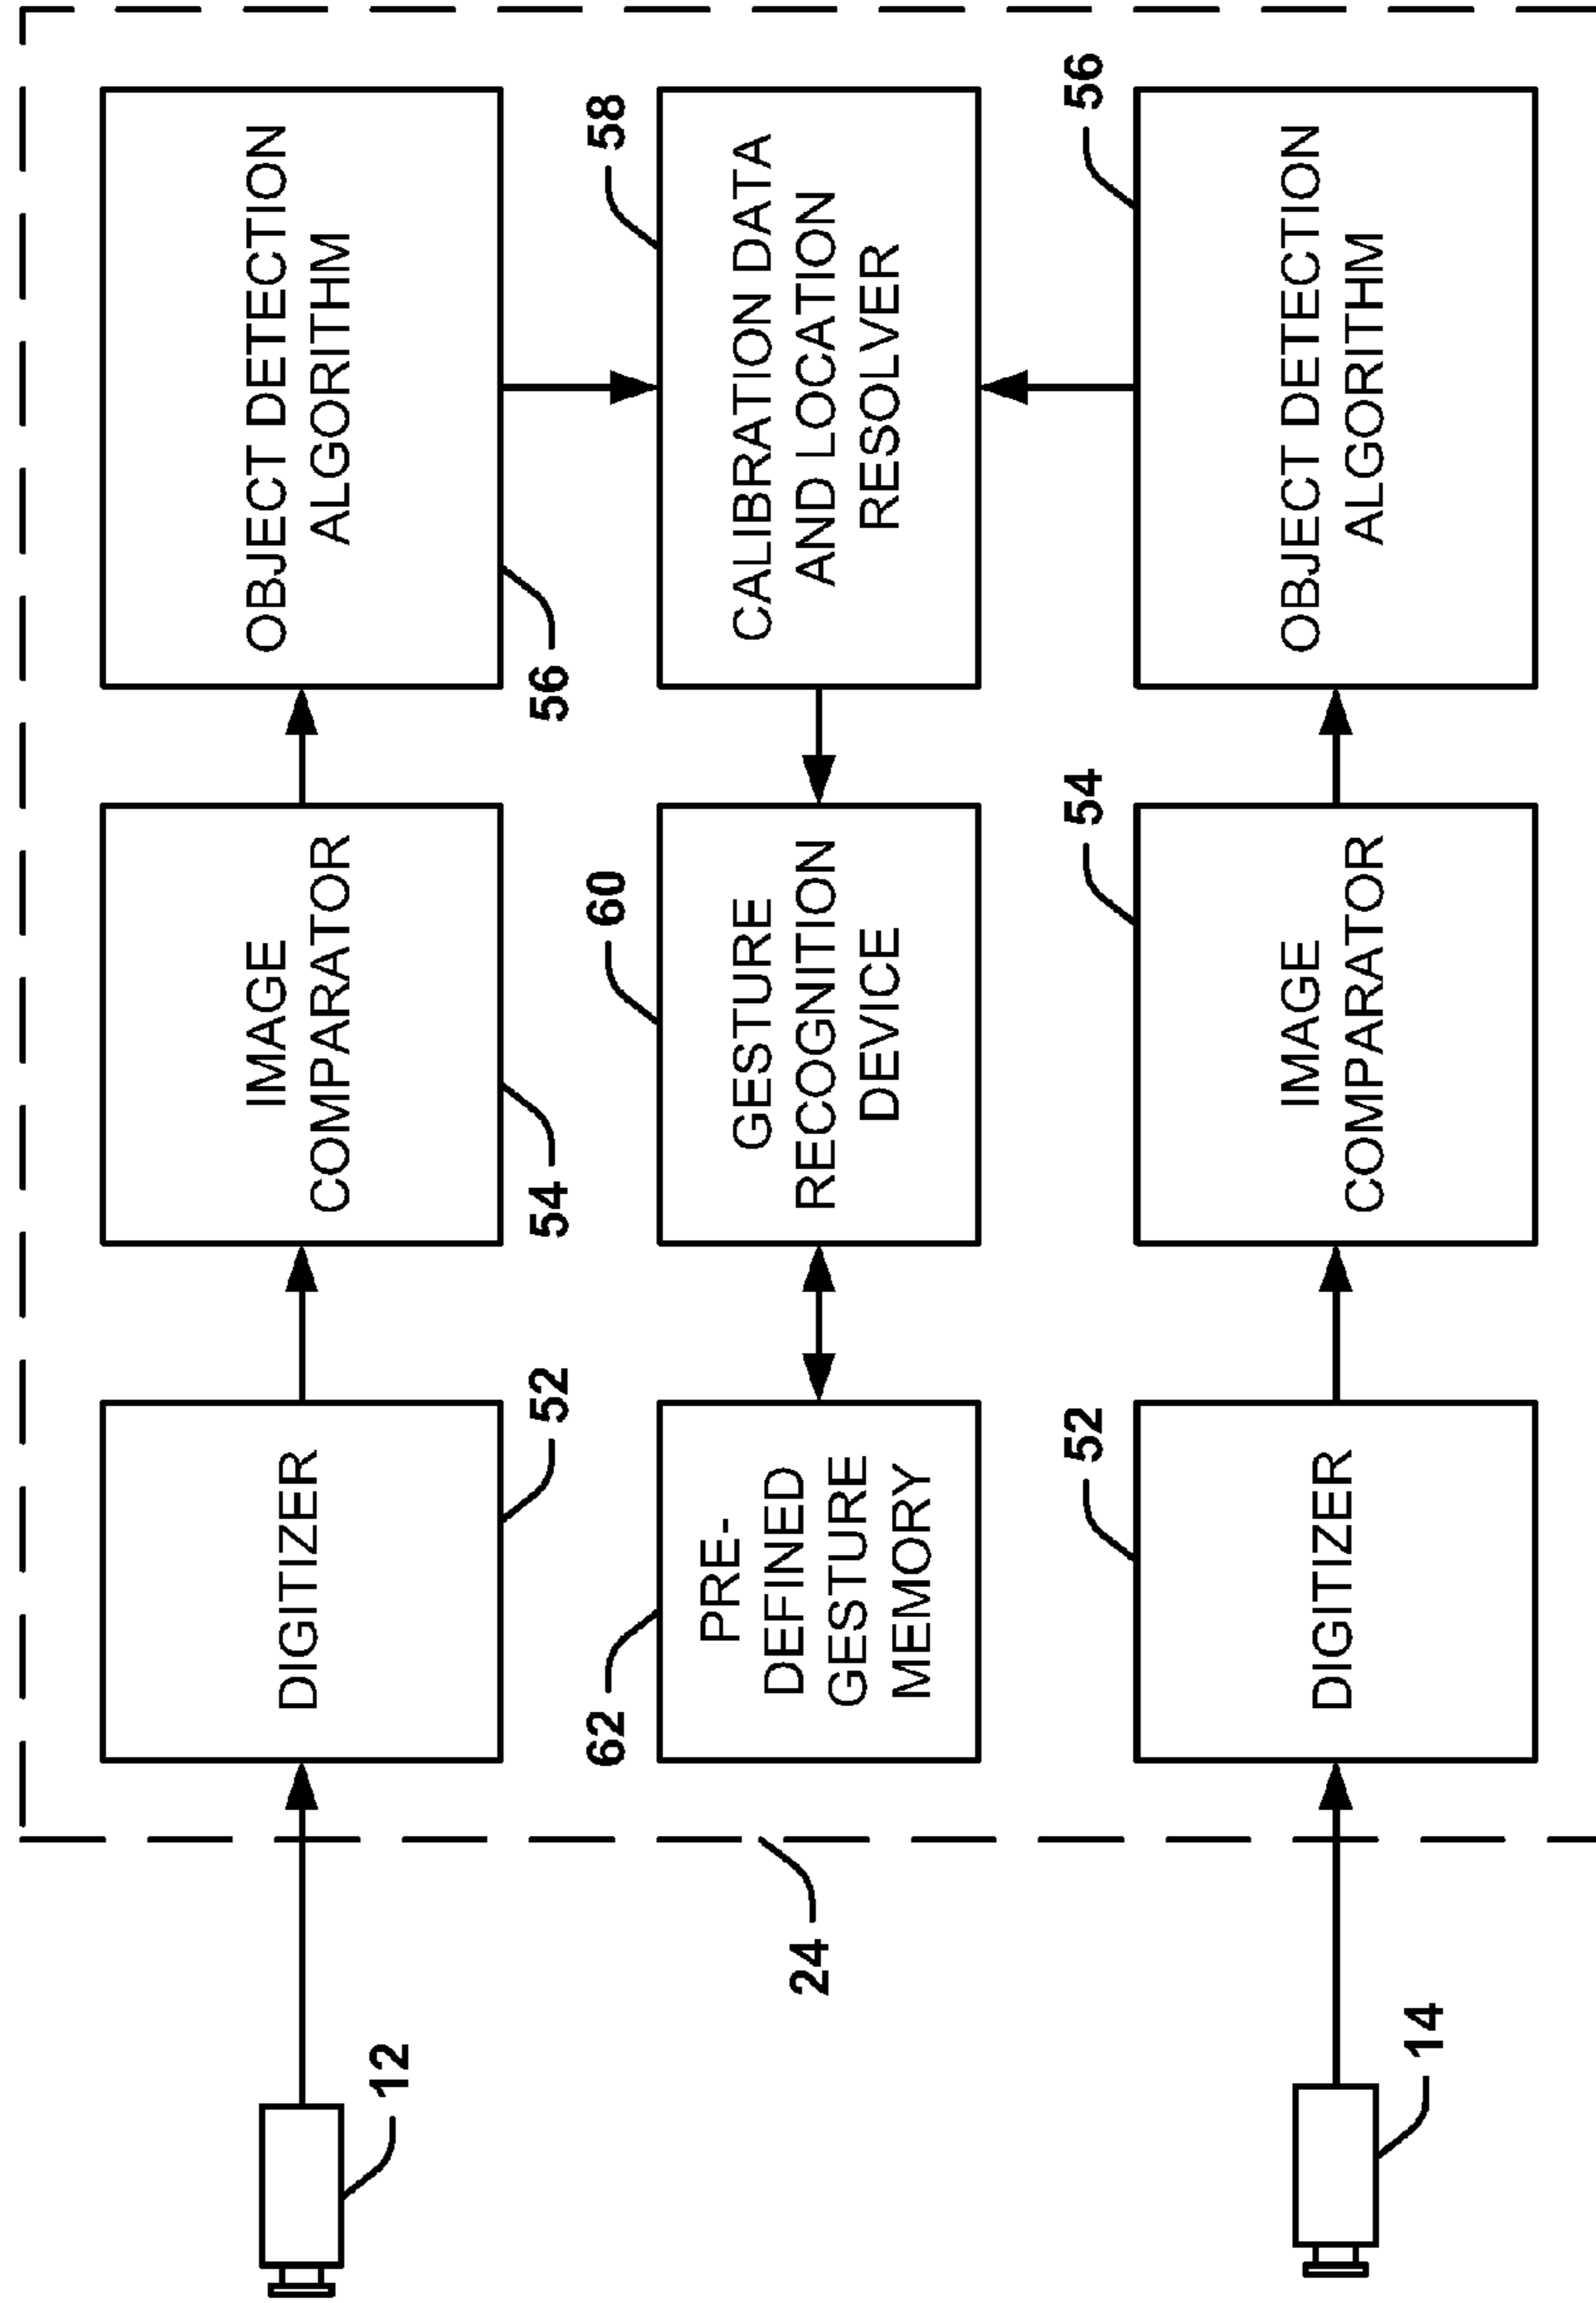 12
DIGITIZER
52
IMAGE
COMPARATOR
54
OBJECT DETECTION
ALGORITHM
56
24
62
PRE-
DEFINED
GESTURE
MEMORY
60
GESTURE
RECOGNITION
DEVICE
58
CALIBRATION DATA
AND LOCATION
RESOLVER
14
52
DIGITIZER
54
IMAGE
COMPARATOR
56
OBJECT DETECTION
ALGORITHM